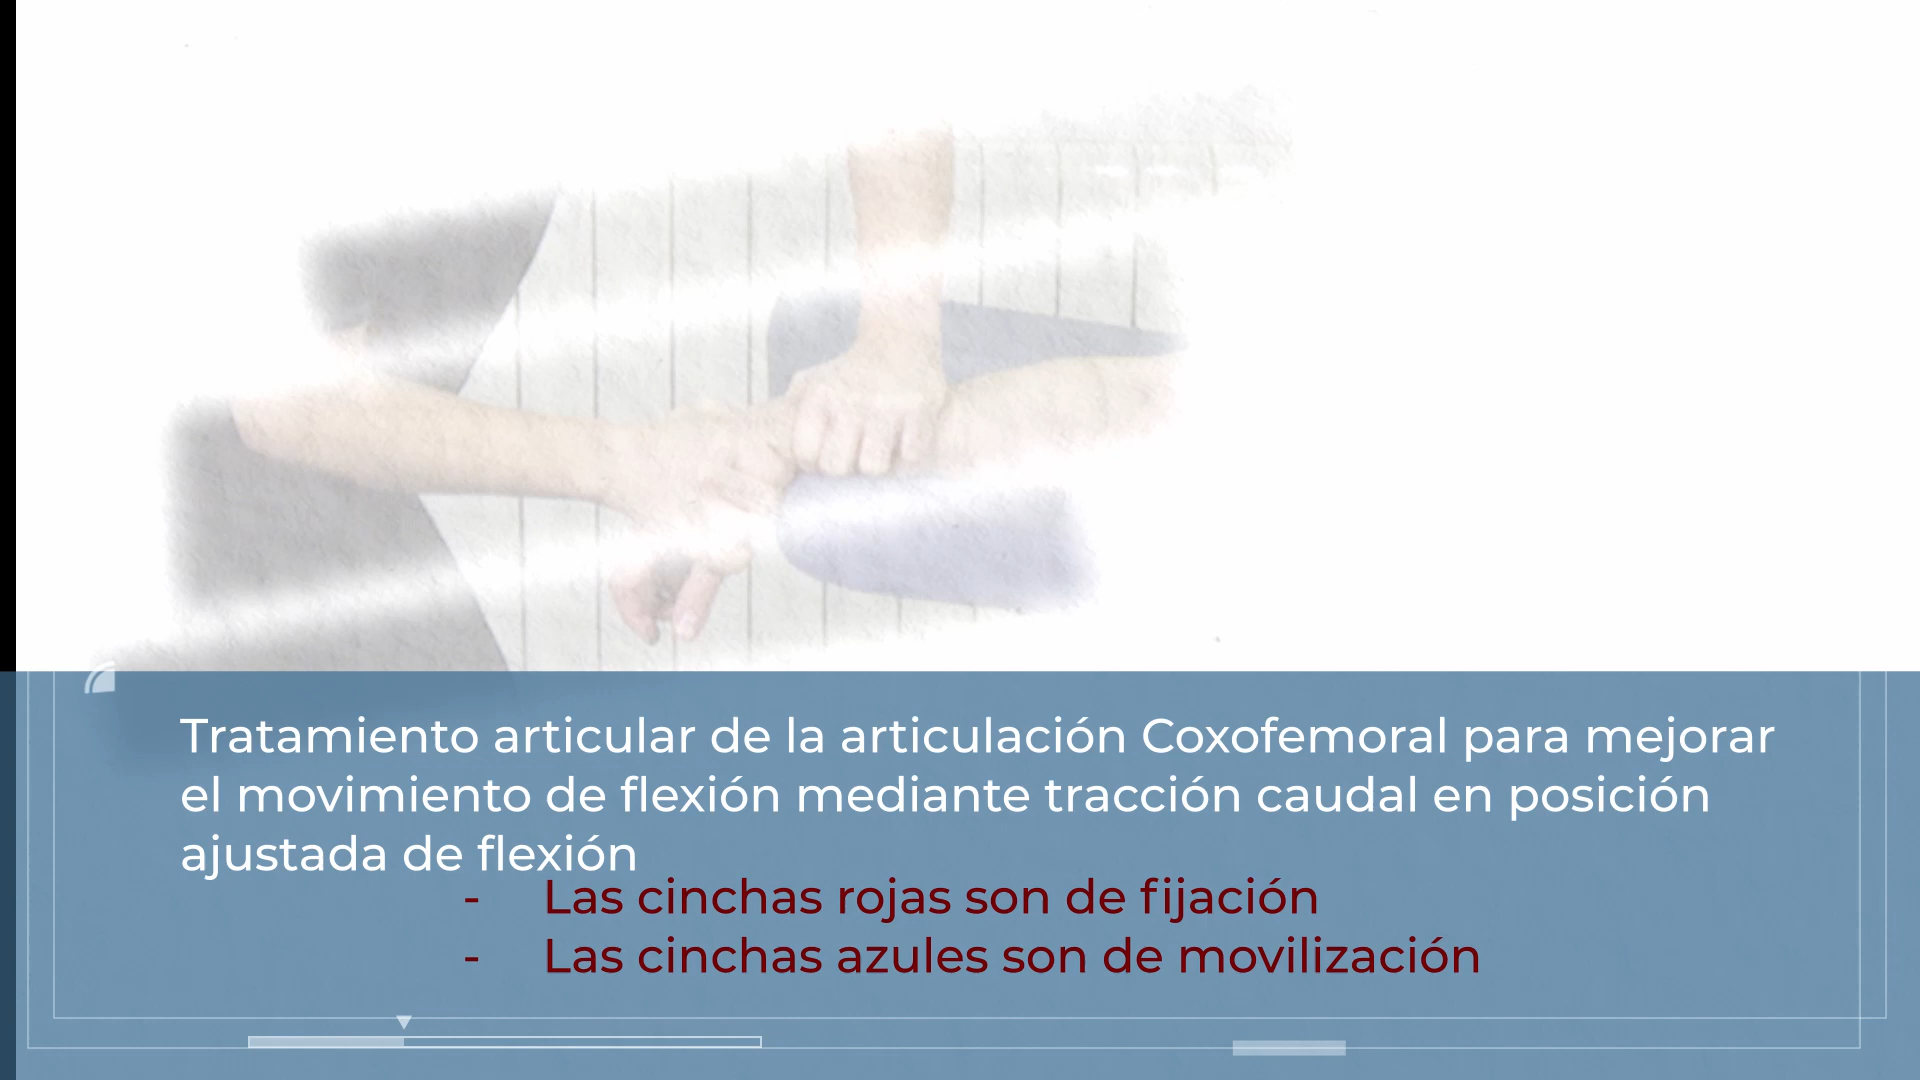 Tratamiento articular de la articulación Coxofemoral para mejorar
el movimiento de flexión mediante tracción caudal en posición
ajustada de flexión
- Las cinchas rojas son de fijación
- Las cinchas azules son de movilización